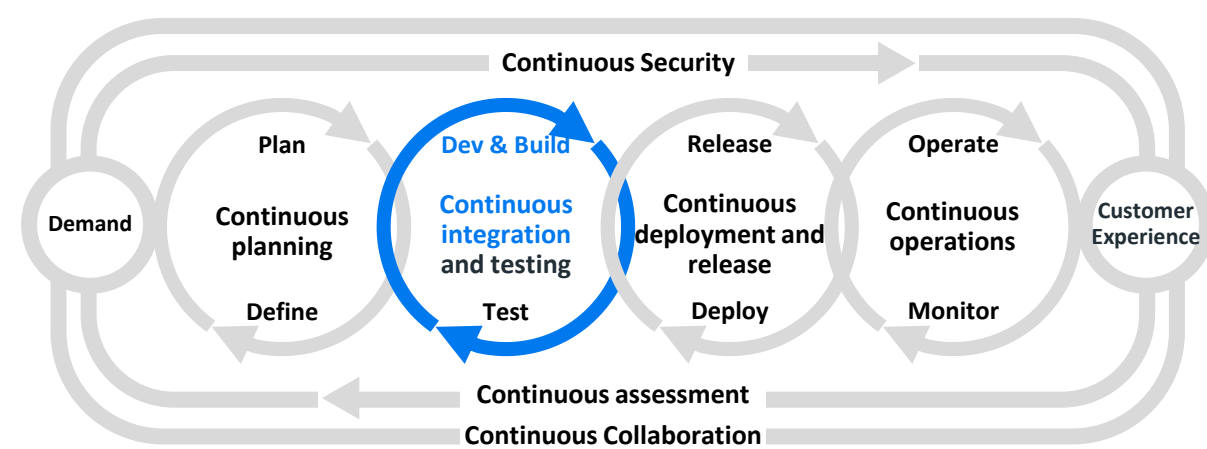 Continuous Security
Demand
Plan
Continuous
planning
Define
Dev & Build
Continuous
integration
and testing
Test
Release
Continuous
deployment and
release
Deploy
Operate
Continuous
operations
Monitor
Customer
Experience
Continuous assessment
Continuous Collaboration